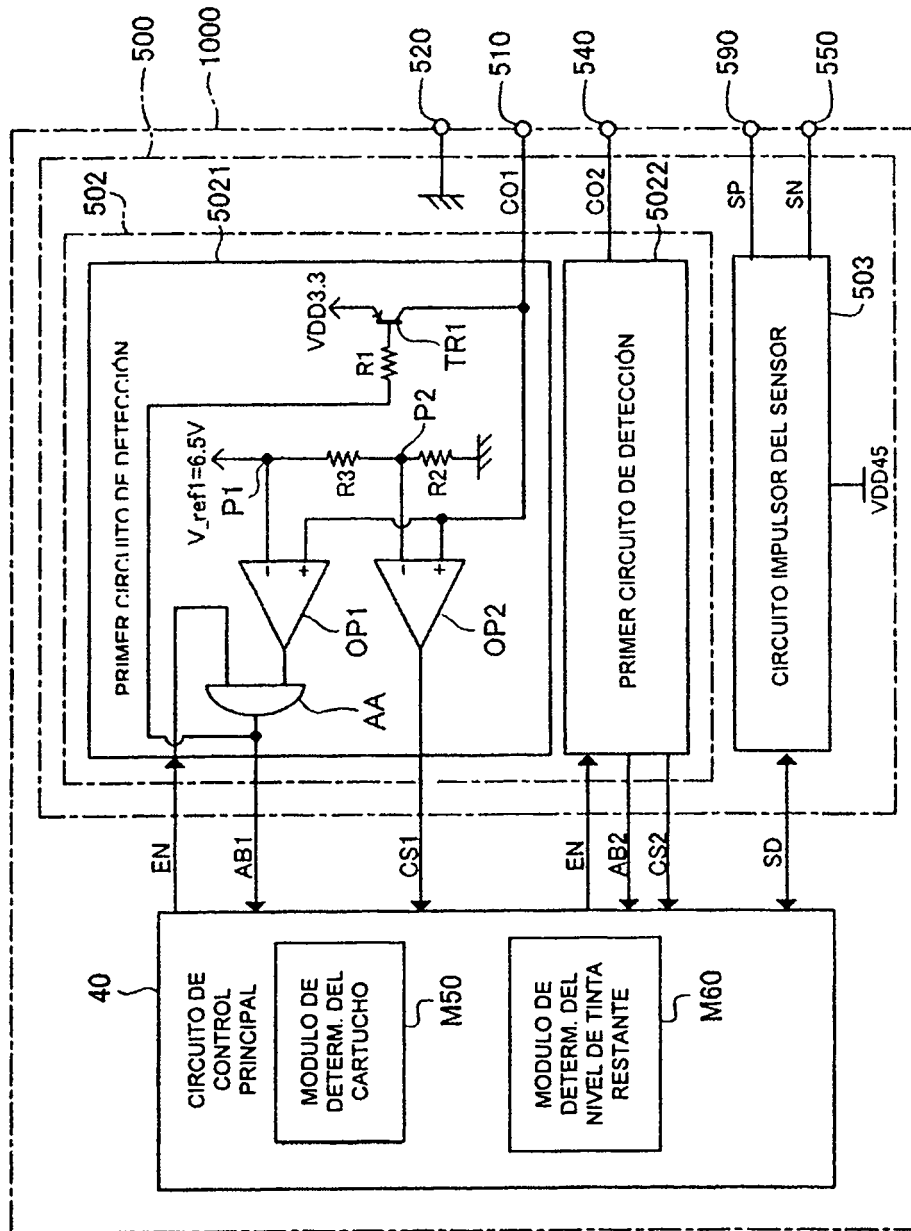 500
1000
502
5021
520
510
540
590
550
PRIMER CIRCUITO DE DETECCIÓN
VDD3.3
R1
TR1
CO1
V_ref1=6.5V
P1
P2
R3
R2
-
+
OP1
-
+
OP2
AA
EN
AB1
CS1
CO2
5022
PRIMER CIRCUITO DE DETECCIÓN
EN
AB2
CS2
SP
SN
503
CIRCUITO IMPULSOR DEL SENSOR
VDD45
SD
40
CIRCUITO DE
CONTROL
PRINCIPAL
MODULO DE
DETERM. DEL
CARTUCHO
M50
MODULO DE
DETERM. DEL
NIVEL DE TINTA
RESTANTE
M60